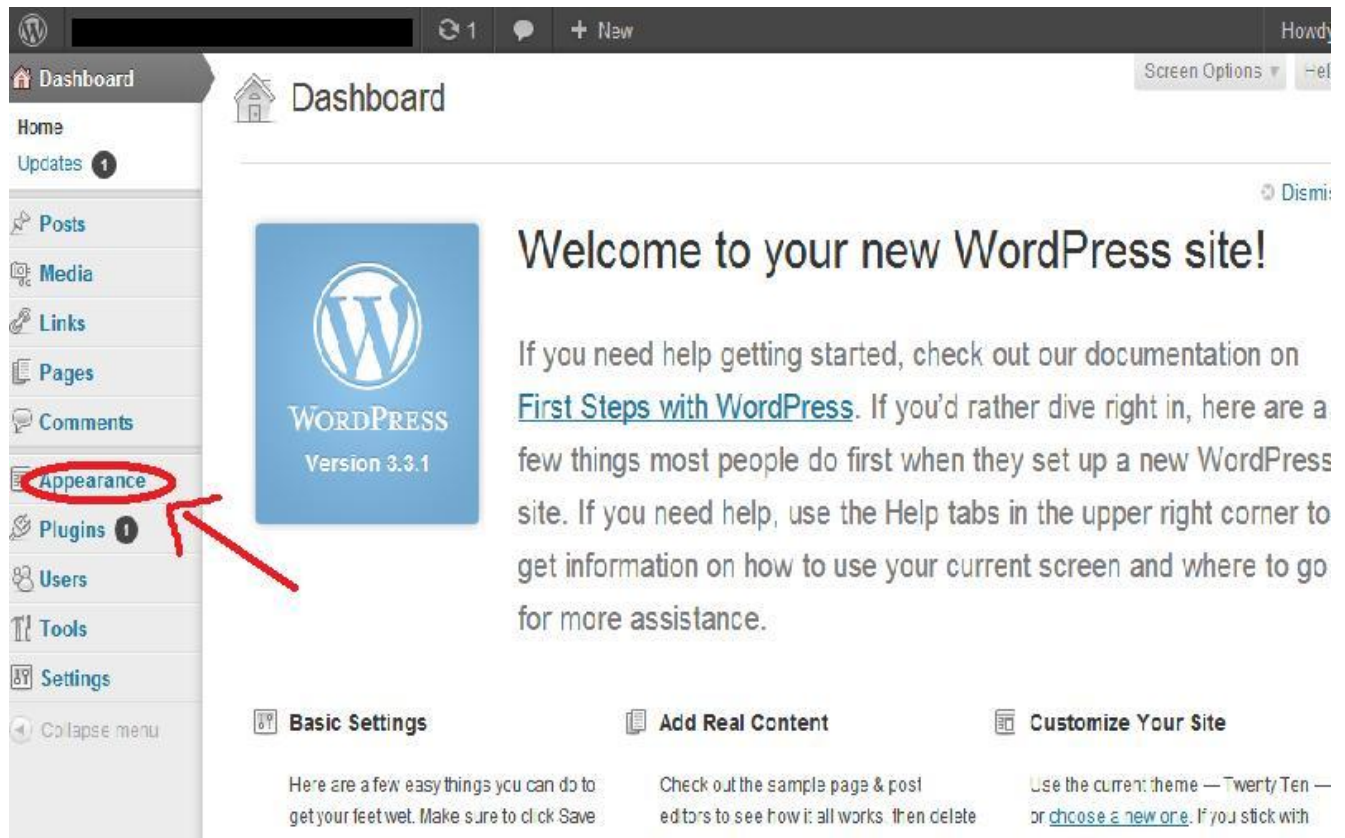 1 + New Howdy
Dashboard
Home
Updates 1
Posts
Media
Links
Pages
Comments
Appearance
Plugins 1
Users
Tools
Settings
Collapse menu
Dashboard
Screen Options
Hel
Dismis
WORDPRESS
Version 3.3.1
Welcome to your new WordPress site!
If you need help getting started, check out our documentation on
First Steps with WordPress. If you'd rather dive right in, here are a
few things most people do first when they set up a new WordPress
site. If you need help, use the Help tabs in the upper right corner to
get information on how to use your current screen and where to go
for more assistance.
Basic Settings
Here are a few easy things you can do to
get your feet wet. Make sure to click Save
Add Real Content
Check out the sample page & post
editors to see how it all works, then delete
Customize Your Site
Use the current theme — Twenty Ten —
or choose a new one. If you stick with